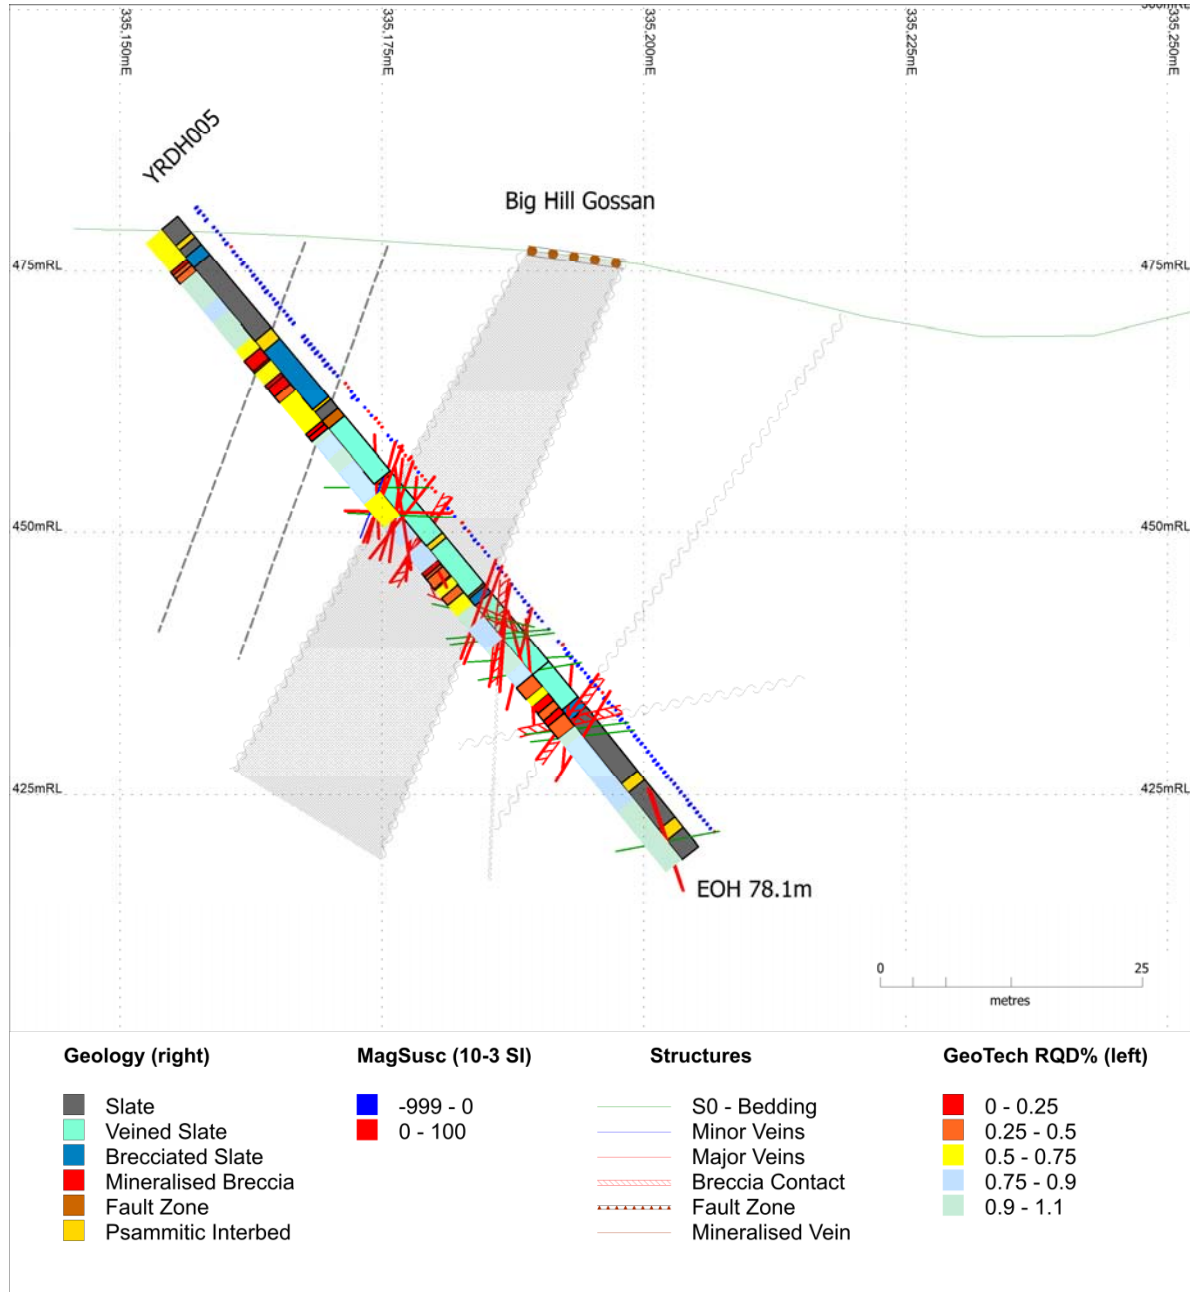 335,150mE
335,175mE
335,200mE
335,225mE
335,250mE
YRDH005
Big Hill Gossan
475mRL
475mRL
450mRL
450mRL
425mRL
425mRL
EOH 78.1m
0 25
metres
Geology (right)
Slate
Veined Slate
Brecciated Slate
Mineralised Breccia
Fault Zone
Psammitic Interbed
MagSusc (10-3 SI)
-999 - 0
0 - 100
Structures
S0 - Bedding
Minor Veins
Major Veins
Breccia Contact
Fault Zone
Mineralised Vein
GeoTech RQD% (left)
0 - 0.25
0.25 - 0.5
0.5 - 0.75
0.75 - 0.9
0.9 - 1.1